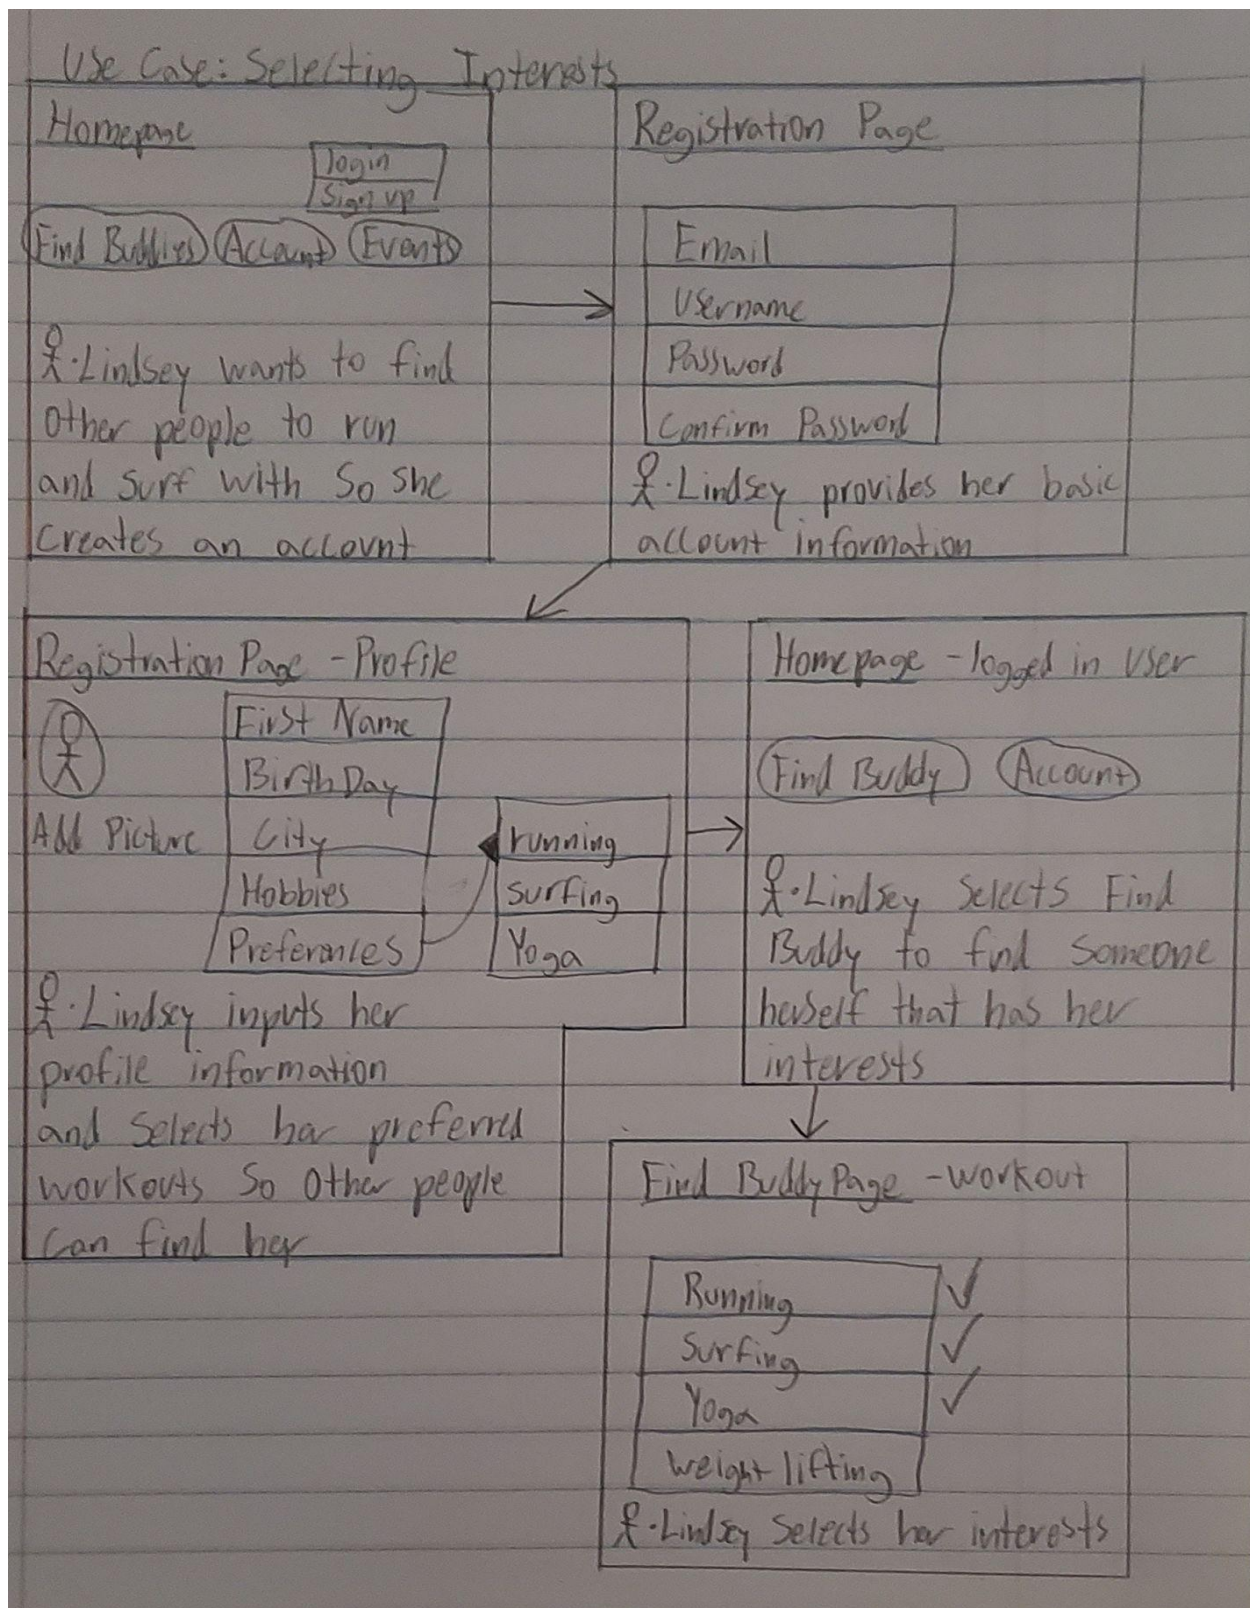 Use Case: Selecting Interests
Homepage
login
Sign up
Find Buddies Account Events
Lindsey wants to find
other people to run
and surf with so she
creates an account
Registration Page
Email
Username
Password
Confirm Password
Lindsey provides her basic
account information
Registration Page - Profile
Add Picture
First Name
BirthDay
City
Hobbies
Preferences
running
surfing
Yoga
Lindsey inputs her
profile information
and selects her preferred
workouts so other people
can find her
Homepage - logged in User
Find Buddy Account
Lindsey selects Find
Buddy to find someone
herself that has her
interests
Find Buddy Page - workout
Running
Surfing
Yoga
weight lifting
Lindsey selects her interests